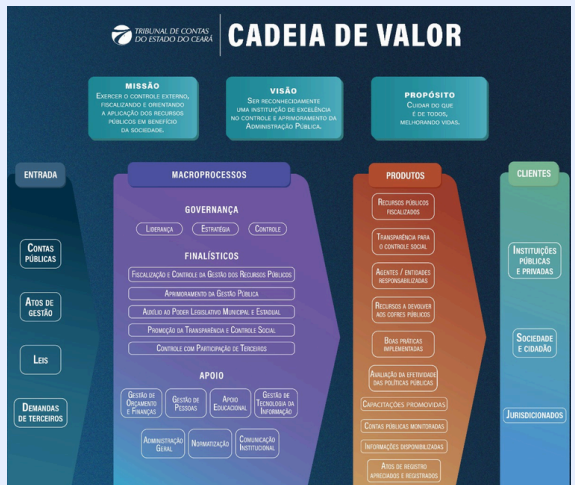 TRIBUNAL DE CONTAS
DO ESTADO DO CEARÁ
CADEIA DE VALOR
MISSÃO
EXERCER O CONTROLE EXTERNO,
FISCALIZANDO E ORIENTANDO
A APLICAÇÃO DOS RECURSOS
PÚBLICOS EM BENEFÍCIO
DA SOCIEDADE.
VISÃO
SER RECONHECIDAMENTE
UMA INSTITUIÇÃO DE EXCELÊNCIA
NO CONTROLE E APRIMORAMENTO DA
ADMINISTRAÇÃO PÚBLICA.
PROPÓSITO
CUIDAR DO QUE
É DE TODOS,
MELHORANDO VIDAS.
ENTRADA
CONTAS
PÚBLICAS
ATOS DE
GESTÃO
LEIS
DEMANDAS
DE TERCEIROS
MACROPROCESSOS
GOVERNANÇA
LIDERANÇA
ESTRATÉGIA
CONTROLE
FINALÍSTICOS
FISCALIZAÇÃO E CONTROLE DA GESTÃO DOS RECURSOS PÚBLICOS
APRIMORAMENTO DA GESTÃO PÚBLICA
AUXÍLIO AO PODER LEGISLATIVO MUNICIPAL E ESTADUAL
PROMOÇÃO DA TRANSPARÊNCIA E CONTROLE SOCIAL
CONTROLE COM PARTICIPAÇÃO DE TERCEIROS
APOIO
GESTÃO DE
ORÇAMENTO
E FINANÇAS
GESTÃO DE
PESSOAS
APOIO
EDUCACIONAL
GESTÃO DE
TECNOLOGIA DA
INFORMAÇÃO
ADMINISTRAÇÃO
GERAL
NORMATIZAÇÃO
COMUNICAÇÃO
INSTITUCIONAL
PRODUTOS
RECURSOS PÚBLICOS
FISCALIZADOS
TRANSPARÊNCIA PARA
O CONTROLE SOCIAL
AGENTES / ENTIDADES
RESPONSABILIZADAS
RECURSOS A DEVOLVER
AOS COFRES PÚBLICOS
BOAS PRÁTICAS
IMPLEMENTADAS
AVALIAÇÃO DA EFETIVIDADE
DAS POLÍTICAS PÚBLICAS
CAPACITAÇÕES PROMOVIDAS
CONTAS PÚBLICAS MONITORADAS
INFORMAÇÕES DISPONIBILIZADAS
ATOS DE REGISTRO
APRECIADOS E REGISTRADOS
CLIENTES
INSTITUIÇÕES
PÚBLICAS
E PRIVADAS
SOCIEDADE
E CIDADÃO
JURISDICIONADOS